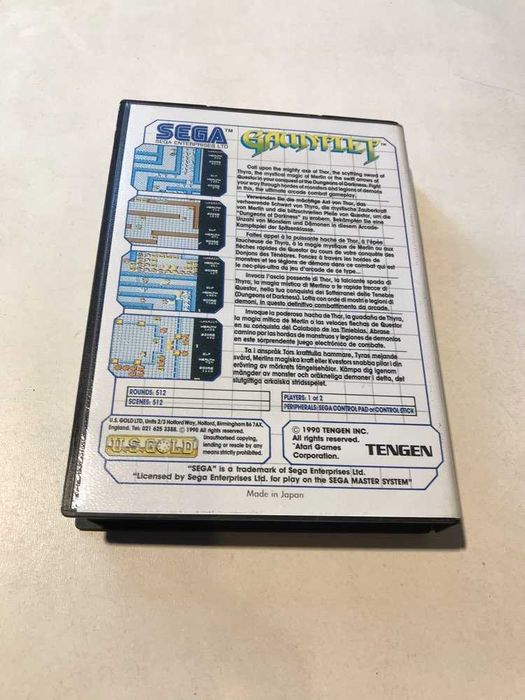 SEGA™
SEGA ENTERPRISES LTD
GAUNTLET™
Call upon the mighty axe of Thor, the scything sword of
Thyra, the mystical magic of Merlin or the swift arrows of
Questor in your conquest of the Dungeons of Darkness. Fight
your way through hordes of monsters and legions of demons
in this, the ultimate arcade combat gameplay.
Verwenden Sie die mächtige Axt von Thor, das
verheerende Schwert von Thyra, die mystische Zauberkraft
von Merlin und die blitzschnellen Pfeile von Questor, um die
"Dungeons of Darkness" zu erobern. Bekämpfen Sie eine
Unzahl von Monstern und Dämonen in diesem Arcade-
Kampfspiel der Spitzenklasse.
Faites appel à la puissante hache de Thor, à l'épée
faucheuse de Thyra, à la magie mystique de Merlin ou aux
flèches rapides de Questor au cours de votre conquête des
Donjons des Ténèbres. Foncez à travers les hordes de
monstres et les légions de démons dans ce combat qui est
le nec-plus-ultra du jeu d'arcade de ce type.
Invoca l'ascia possente di Thor, la falciante spada di
Thyra, la magia mistica di Merlino o le rapide frecce di
Questor, nella tua conquista dei Sotterranei delle Tenebre
(Dungeons of Darkness). Lotta con orde di mostri e legioni di
demoni, in questo definitivo combattimento da arcade.
Invoque la poderosa hacha de Thor, la guadaña de Thyra,
la magia mítica de Merlin o las veloces flechas de Questor
en su conquista del Calabozo de las Tinieblas. Ábrase
camino por las hordas de monstruos y legiones de demonios
en este sorprendente juego electrónico de combate.
Ta i anspråk Tors kraftfulla hammare, Tyras mejande
svärd, Merlins magiska kraft eller Kvestors snabba pilar i din
erövring av mörkrets fängelsehålor. Kämpa dig igenom
mängder av monster och oräkneliga demoner i detta, det
slutgiltiga arkaiska stridsspelet.
ROUNDS: 512
SCENES: 512
PLAYERS: 1 or 2
PERIPHERALS: SEGA CONTROL PAD or CONTROL STICK
U.S. GOLD LTD, Units 2/3 Holford Way, Holford, Birmingham B6 7AX,
England. Tel: 021 625 3388. © 1990 All rights reserved.
U.S. GOLD
Unauthorised copying,
lending or resale by any
means strictly prohibited.
© 1990 TENGEN INC.
All rights reserved.
*Atari Games
Corporation.
TENGEN
"SEGA" is a trademark of Sega Enterprises Ltd.
"Licensed by Sega Enterprises Ltd. for play on the SEGA MASTER SYSTEM"
Made in Japan